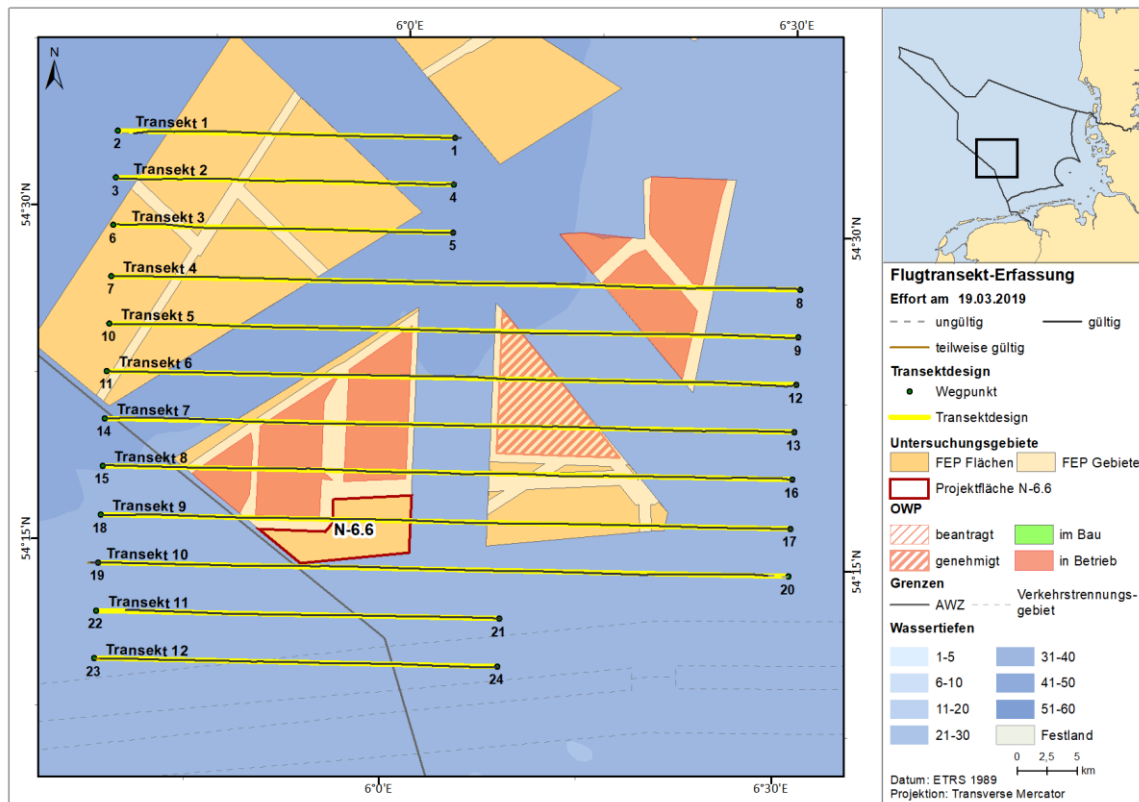 6°0'E
6°30'E
N
Transekt 1
2
1
Transekt 2
3
4
54°30'N
Transekt 3
6
5
54°30'N
Transekt 4
7
8
Transekt 5
10
9
Transekt 6
11
12
Transekt 7
14
13
Transekt 8
15
16
Transekt 9
18
N-6.6
17
54°15'N
Transekt 10
19
20
54°15'N
Transekt 11
22
21
Transekt 12
23
24
6°0'E
6°30'E
Flugtransekt-Erfassung
Effort am 19.03.2019
ungültig
gültig
teilweise gültig
Transektdesign
Wegpunkt
Transektdesign
Untersuchungsgebiete
FEP Flächen
FEP Gebiete
Projektfläche N-6.6
OWP
beantragt
im Bau
genehmigt
in Betrieb
Grenzen
AWZ
Verkehrstrennungs-
gebiet
Wassertiefen
1-5
31-40
6-10
41-50
11-20
51-60
21-30
Festland
0 2,5 5
km
Datum: ETRS 1989
Projektion: Transverse Mercator